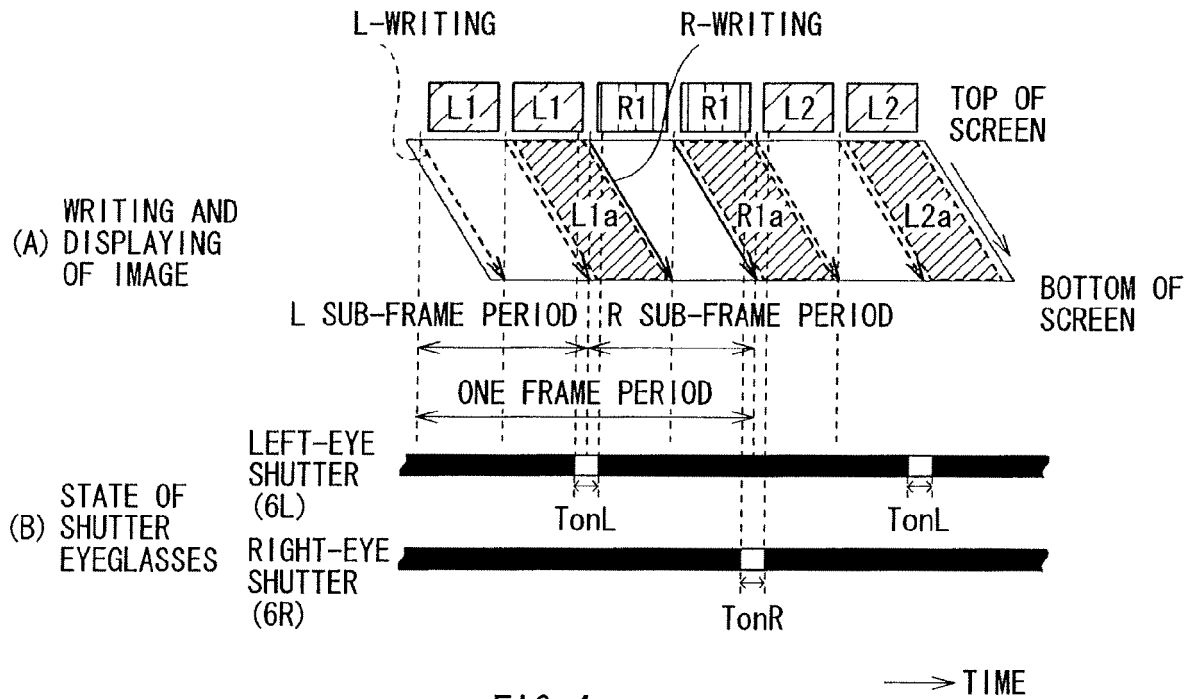 L-WRITING
R-WRITING
L1 L1 R1 R1 L2 L2
TOP OF
SCREEN
(A) WRITING AND
DISPLAYING
OF IMAGE
L1a R1a L2a
BOTTOM OF
SCREEN
L SUB-FRAME PERIOD R SUB-FRAME PERIOD
ONE FRAME PERIOD
(B) STATE OF
SHUTTER
EYEGLASSES
LEFT-EYE
SHUTTER
(6L)
TonL TonL
RIGHT-EYE
SHUTTER
(6R)
TonR
TIME